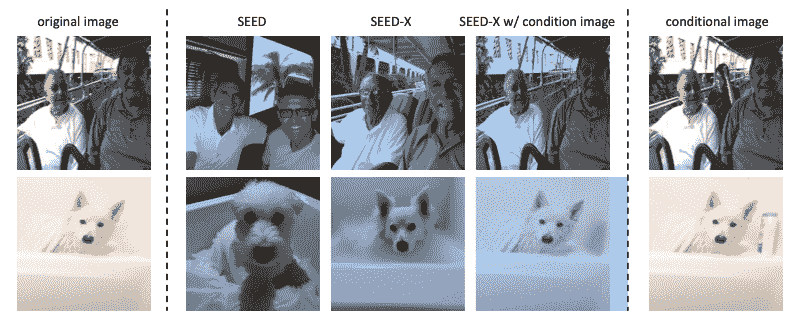 original image
SEED
SEED-X
SEED-X w/ condition image
conditional image